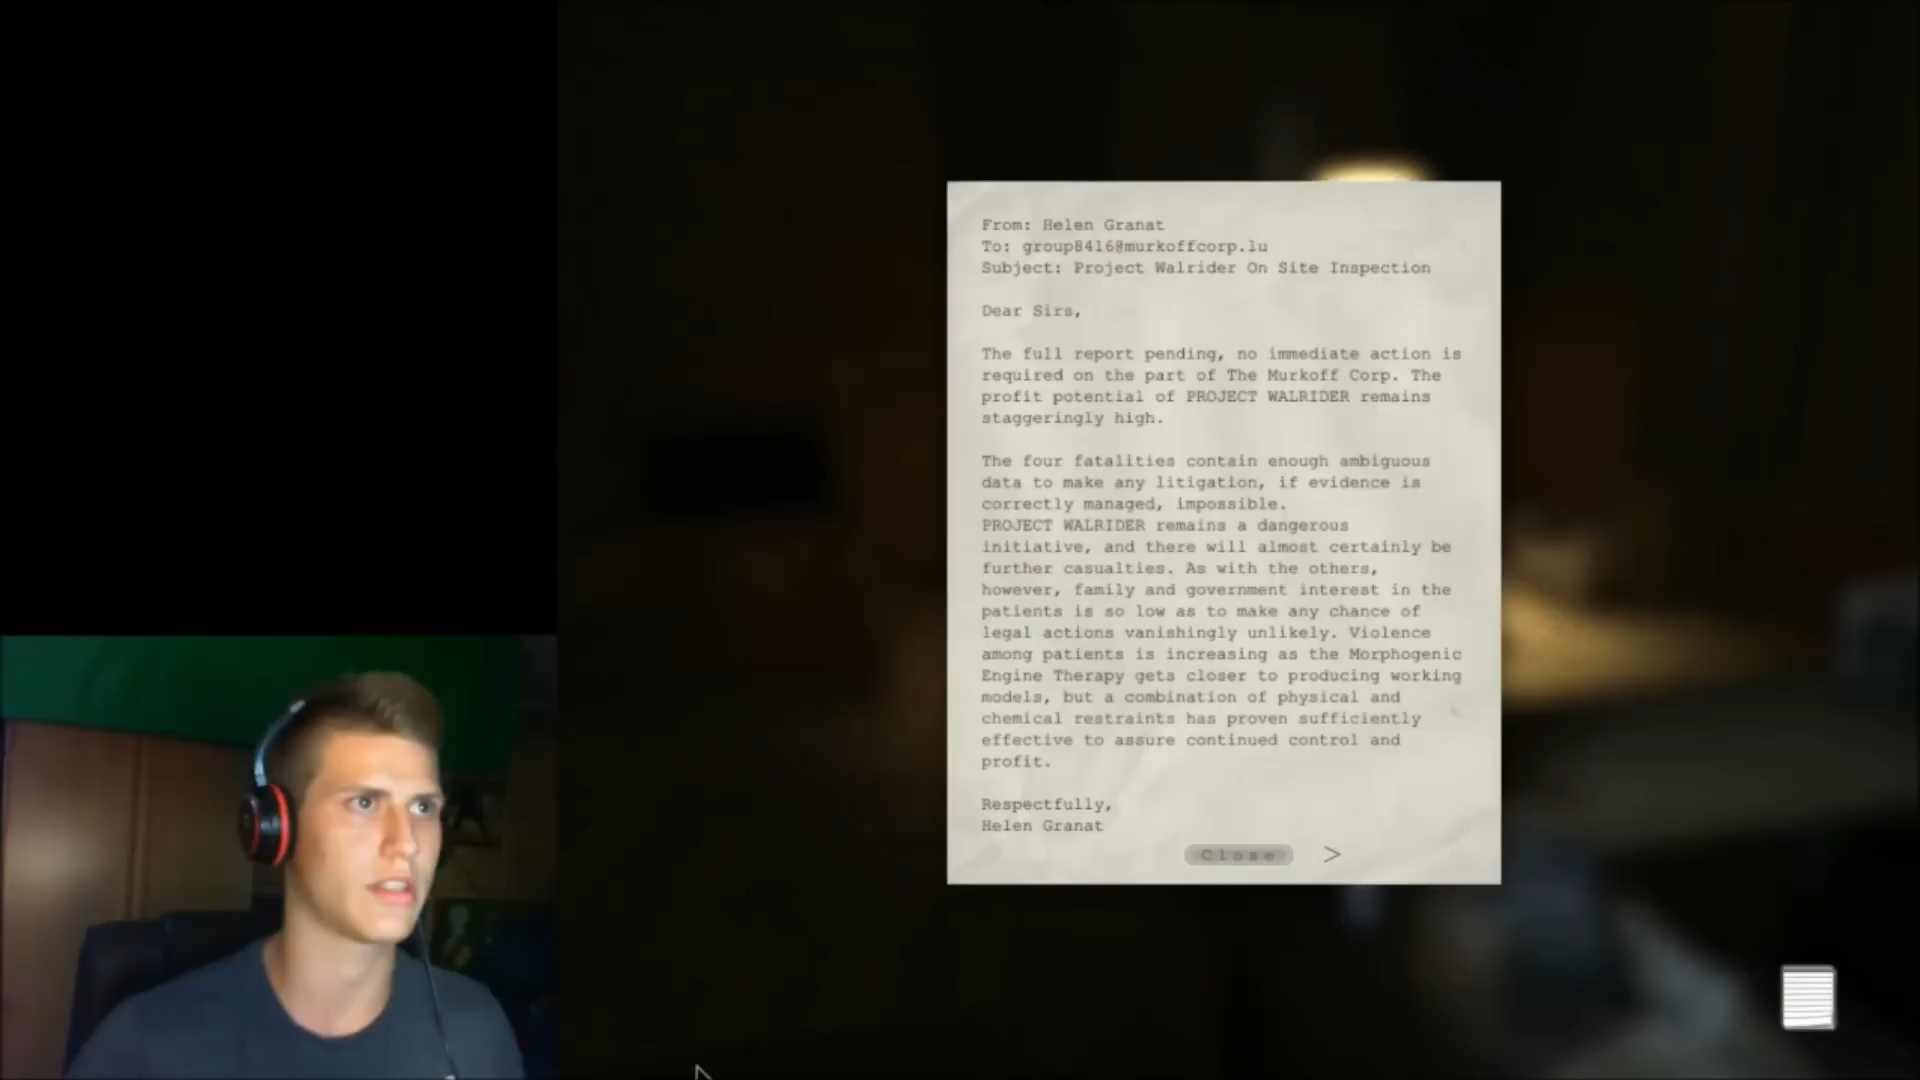 From: Helen Granat
To: group8416@murkoffcorp.lu
Subject: Project Walrider On Site Inspection
Dear Sirs,
The full report pending, no immediate action is
required on the part of The Murkoff Corp. The
profit potential of PROJECT WALRIDER remains
staggeringly high.
The four fatalities contain enough ambiguous
data to make any litigation, if evidence is
correctly managed, impossible.
PROJECT WALRIDER remains a dangerous
initiative, and there will almost certainly be
further casualties. As with the others,
however, family and government interest in the
patients is so low as to make any chance of
legal actions vanishingly unlikely. Violence
among patients is increasing as the Morphogenic
Engine Therapy gets closer to producing working
models, but a combination of physical and
chemical restraints has proven sufficiently
effective to assure continued control and
profit.
Respectfully,
Helen Granat
Close >